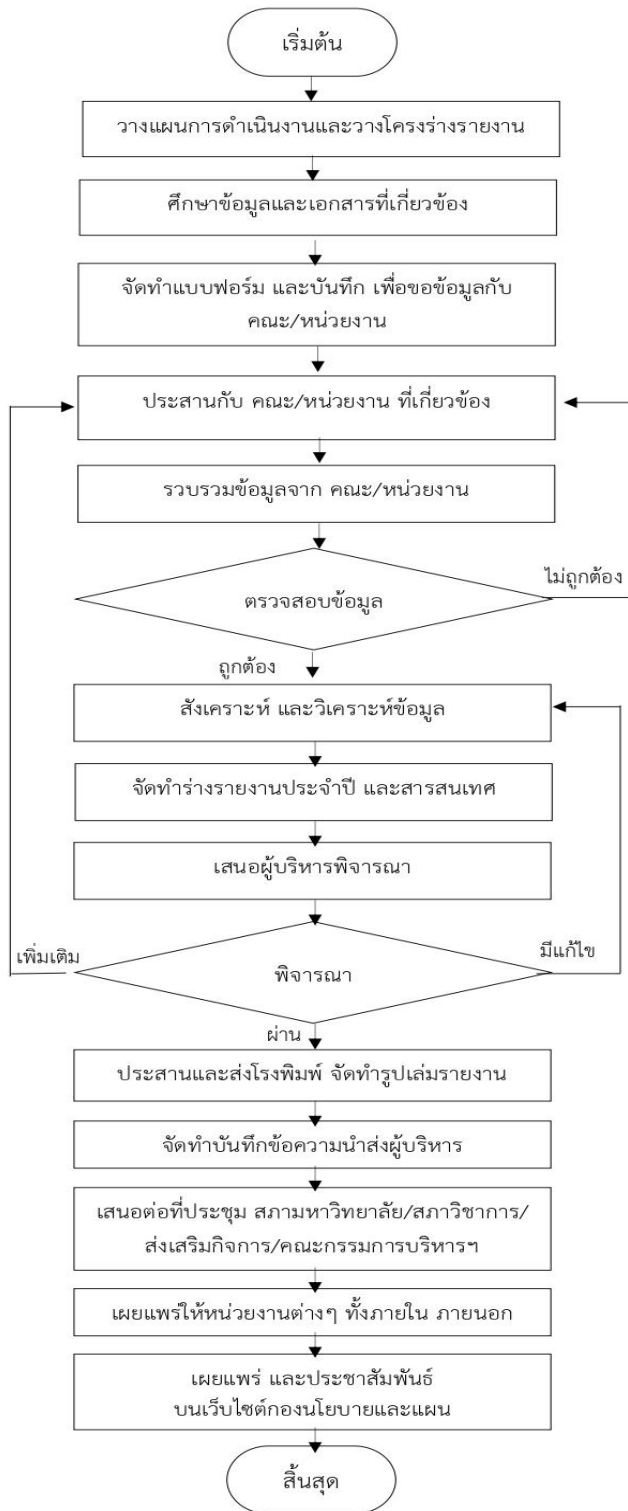 เริ่มต้น
วางแผนการดำเนินงานและวางโครงร่างรายงาน
ศึกษาข้อมูลและเอกสารที่เกี่ยวข้อง
จัดทำแบบฟอร์ม และบันทึก เพื่อขอข้อมูลกับ
คณะ/หน่วยงาน
ประสานกับ คณะ/หน่วยงาน ที่เกี่ยวข้อง
รวบรวมข้อมูลจาก คณะ/หน่วยงาน
ตรวจสอบข้อมูล
ไม่ถูกต้อง
ถูกต้อง
สังเคราะห์ และวิเคราะห์ข้อมูล
จัดทำร่างรายงานประจำปี และสารสนเทศ
เสนอผู้บริหารพิจารณา
เพิ่มเติม
พิจารณา
มีแก้ไข
ผ่าน
ประสานและส่งโรงพิมพ์ จัดทำรูปเล่มรายงาน
จัดทำบันทึกข้อความนำส่งผู้บริหาร
เสนอต่อที่ประชุม สภามหาวิทยาลัย/สภาวิชาการ/
ส่งเสริมกิจการ/คณะกรรมการบริหารฯ
เผยแพร่ให้หน่วยงานต่างๆ ทั้งภายใน ภายนอก
เผยแพร่ และประชาสัมพันธ์
บนเว็บไซต์กองนโยบายและแผน
สิ้นสุด